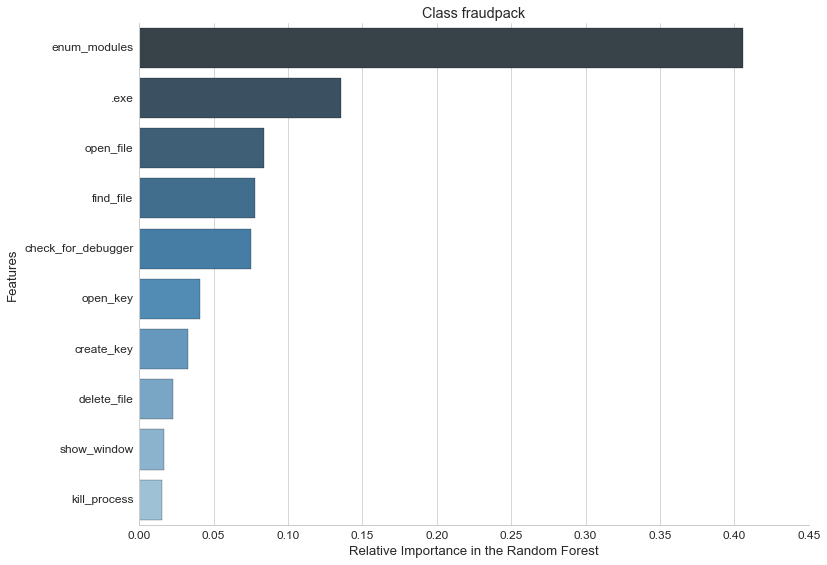 Class fraudpack
enum_modules
.exe
open_file
find_file
check_for_debugger
open_key
create_key
delete_file
show_window
kill_process
Features
0.00 0.05 0.10 0.15 0.20 0.25 0.30 0.35 0.40 0.45
Relative Importance in the Random Forest